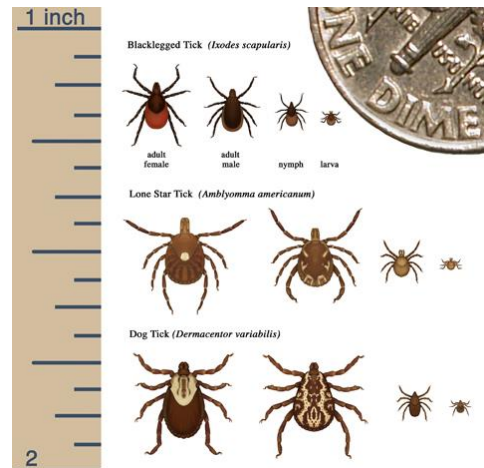 1 inch
Blacklegged Tick (Ixodes scapularis)
ONE DIME
adult female
adult male
nymph
larva
Lone Star Tick (Amblyomma americanum)
Dog Tick (Dermacentor variabilis)
2